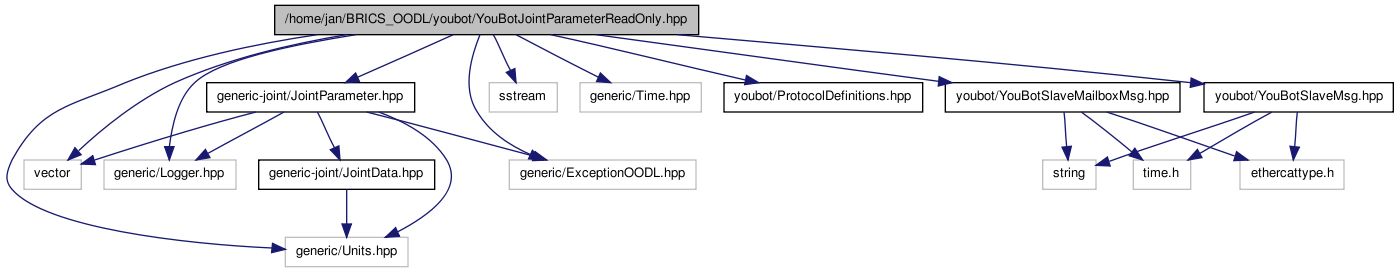 /home/jan/BRICS_OODL/youbot/YouBotJointParameterReadOnly.hpp
generic-joint/JointParameter.hpp
sstream
generic/Time.hpp
youbot/ProtocolDefinitions.hpp
youbot/YouBotSlaveMailboxMsg.hpp
youbot/YouBotSlaveMsg.hpp
vector
generic/Logger.hpp
generic-joint/JointData.hpp
generic/ExceptionOODL.hpp
string
time.h
ethercattype.h
generic/Units.hpp